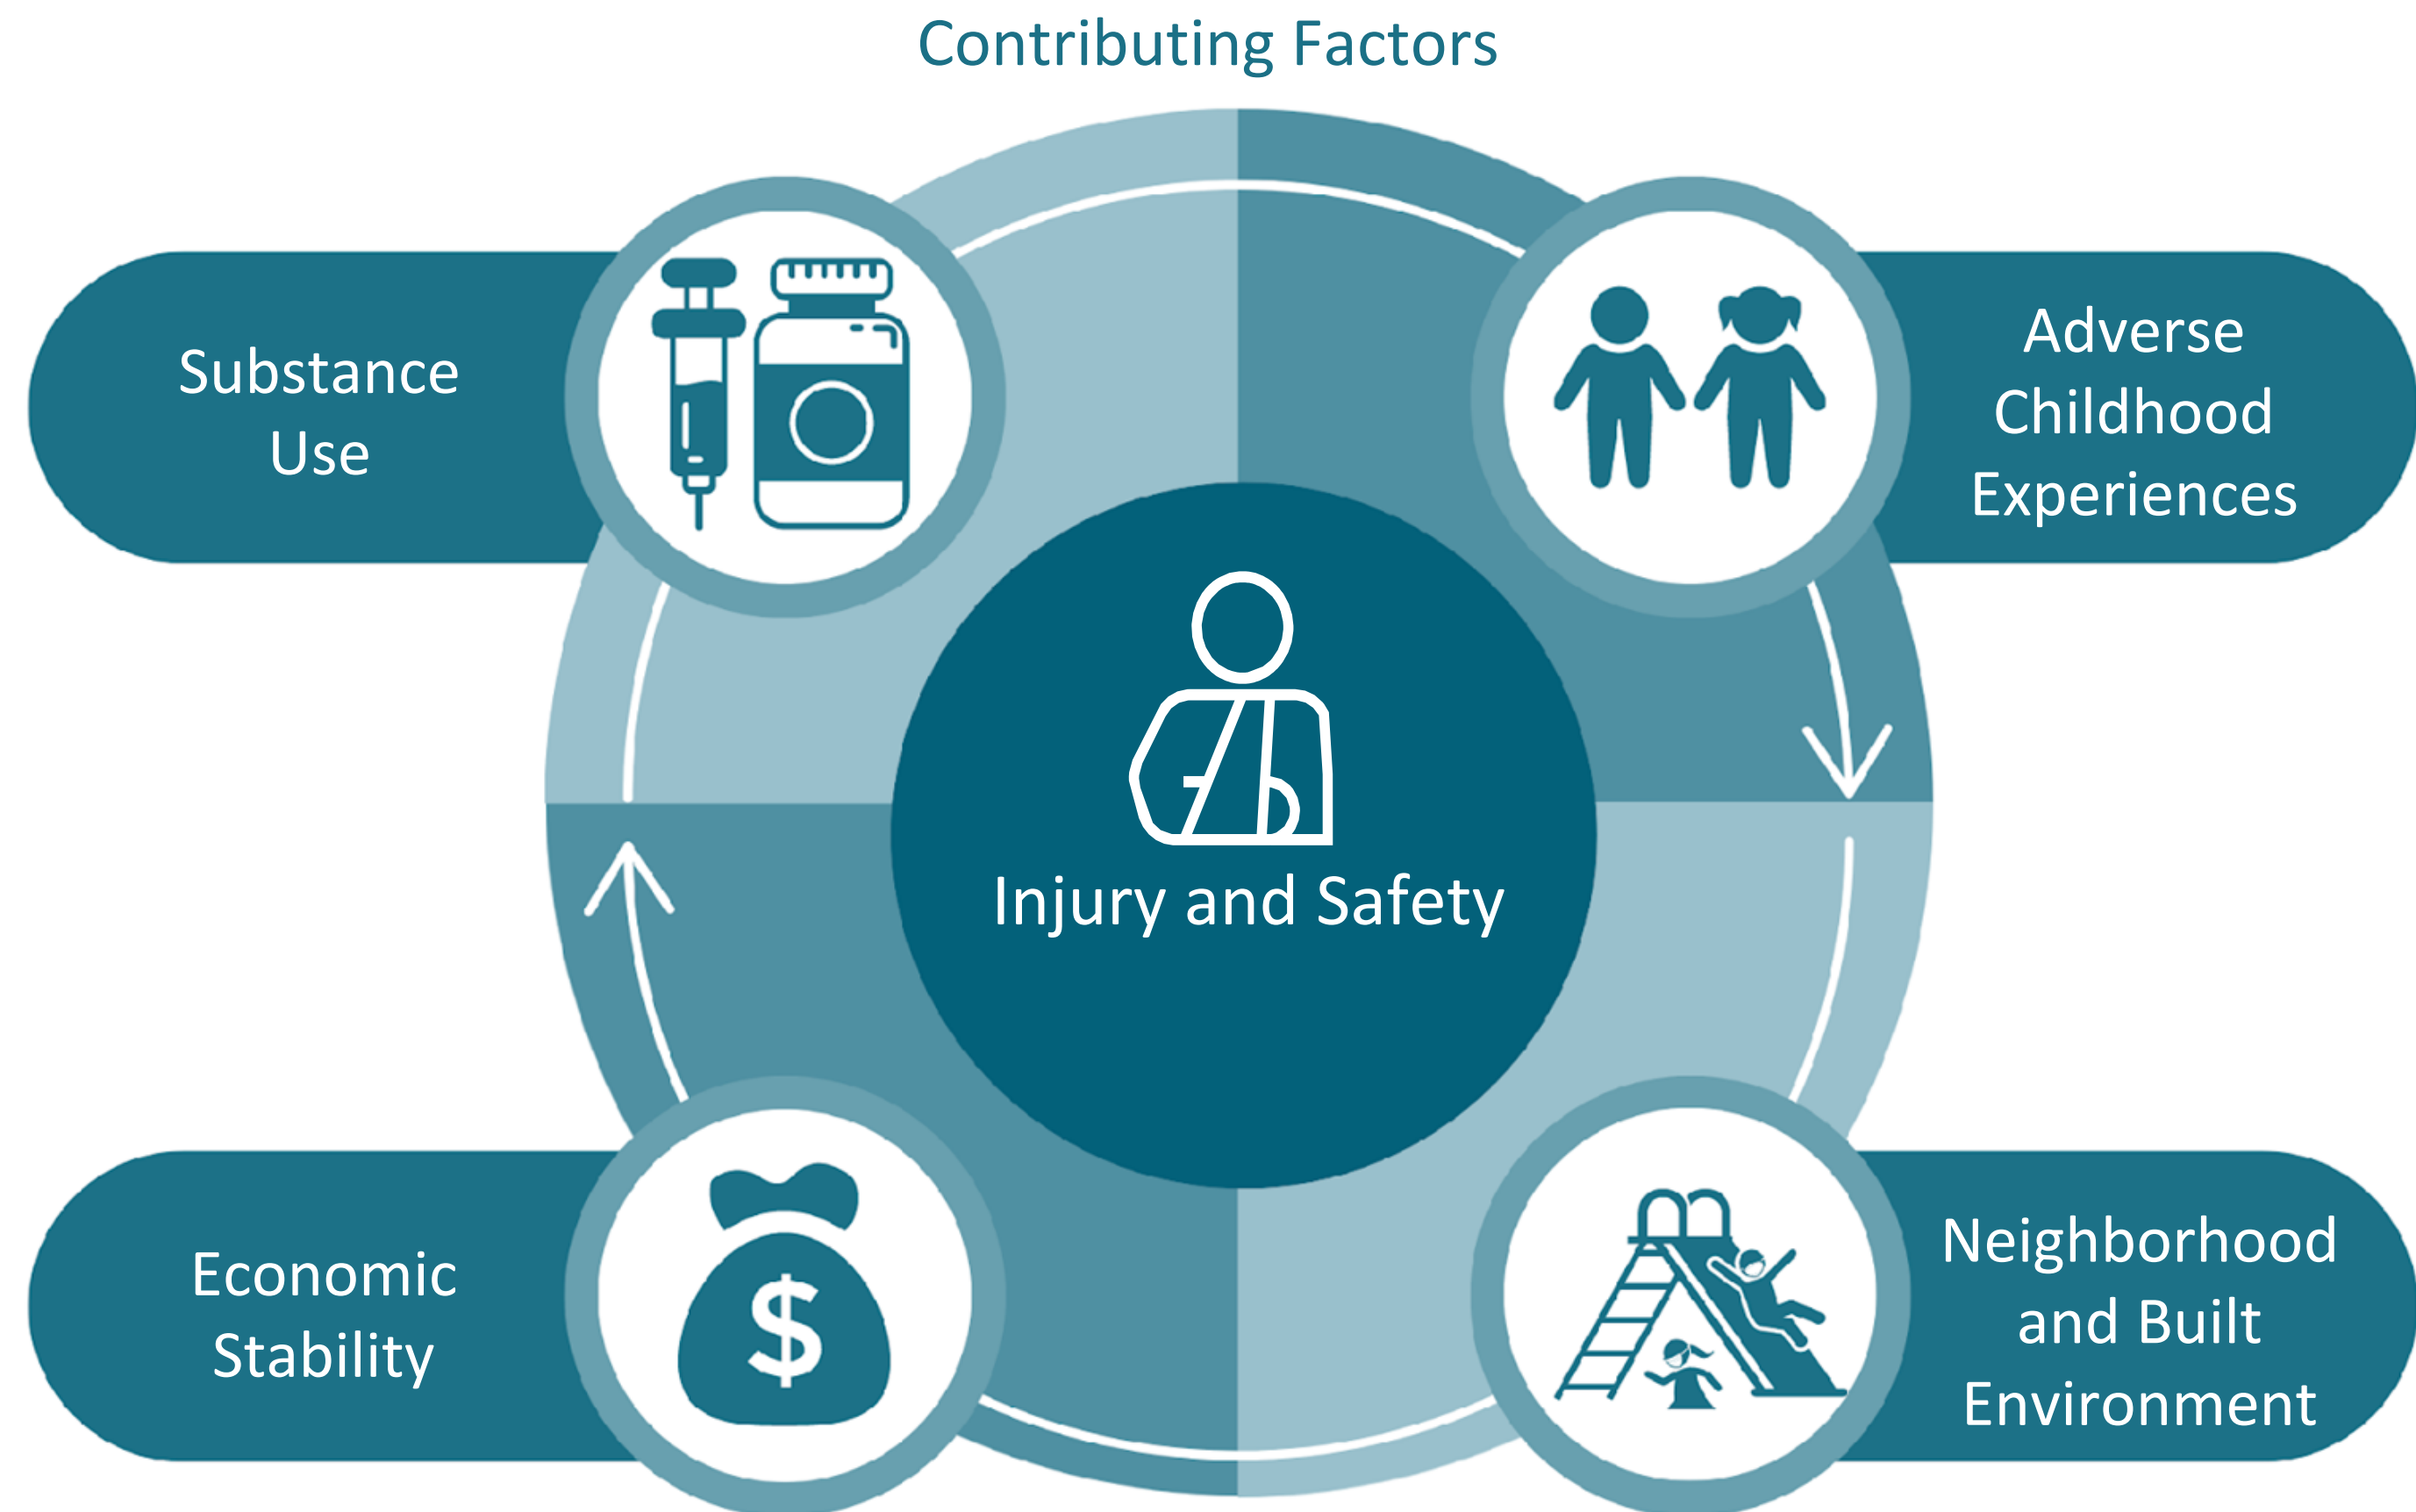 Contributing Factors
Substance
Use
Adverse
Childhood
Experiences
Injury and Safety
$
Economic
Stability
Neighborhood
and Built
Environment